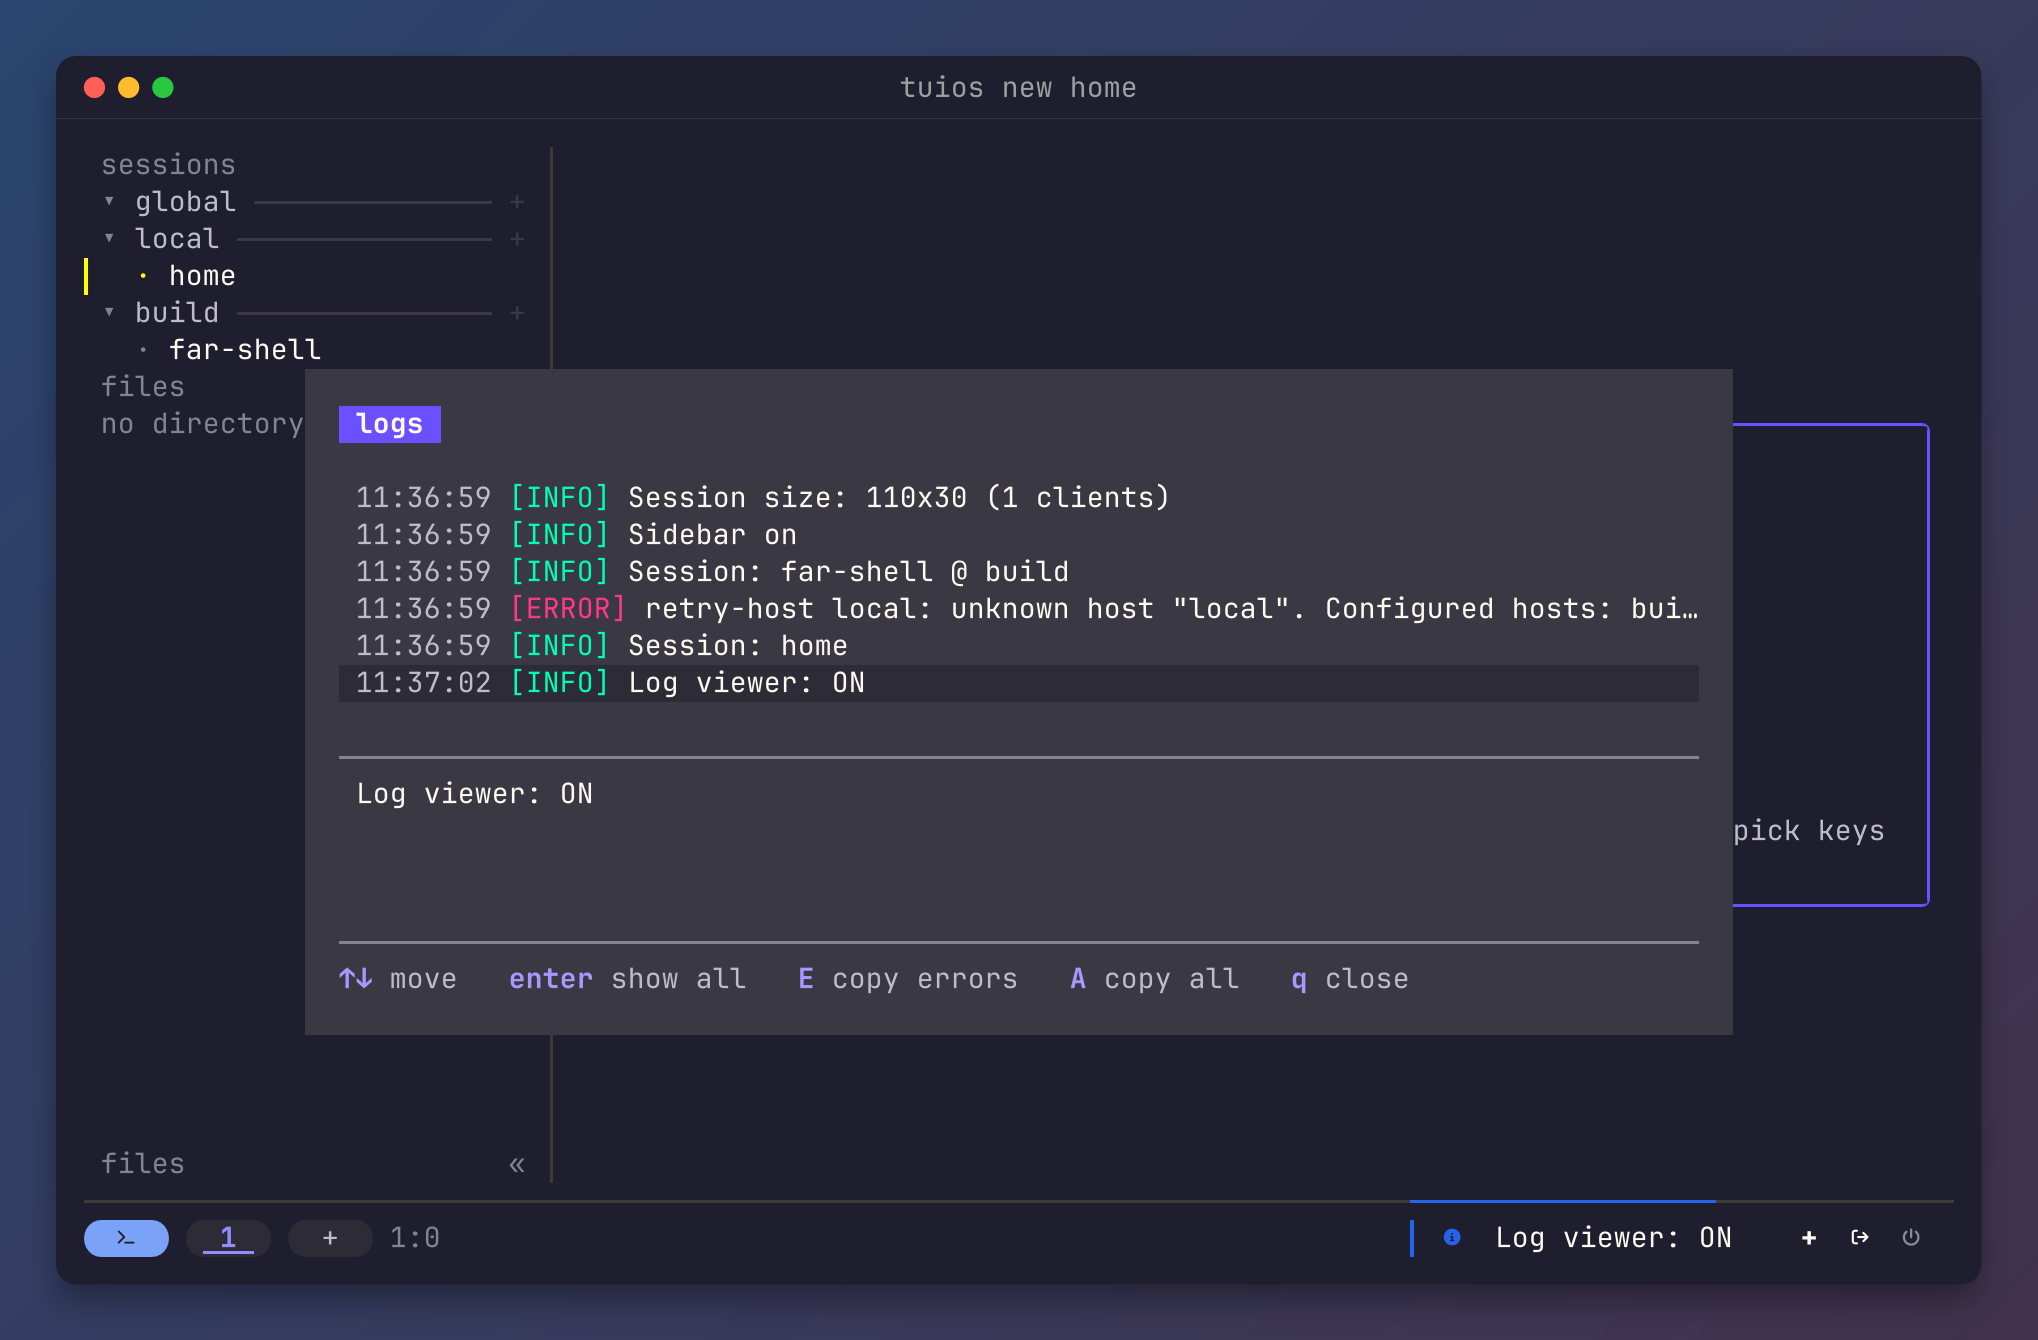 tuios new home
sessions
▾ global +
▾ local +
· home
▾ build +
· far-shell
files
no directory
logs
11:36:59 [INFO] Session size: 110x30 (1 clients)
11:36:59 [INFO] Sidebar on
11:36:59 [INFO] Session: far-shell @ build
11:36:59 [ERROR] retry-host local: unknown host "local". Configured hosts: bui…
11:36:59 [INFO] Session: home
11:37:02 [INFO] Log viewer: ON
Log viewer: ON
pick keys
↑↓ move enter show all E copy errors A copy all q close
files «
1 + 1:0 Log viewer: ON +